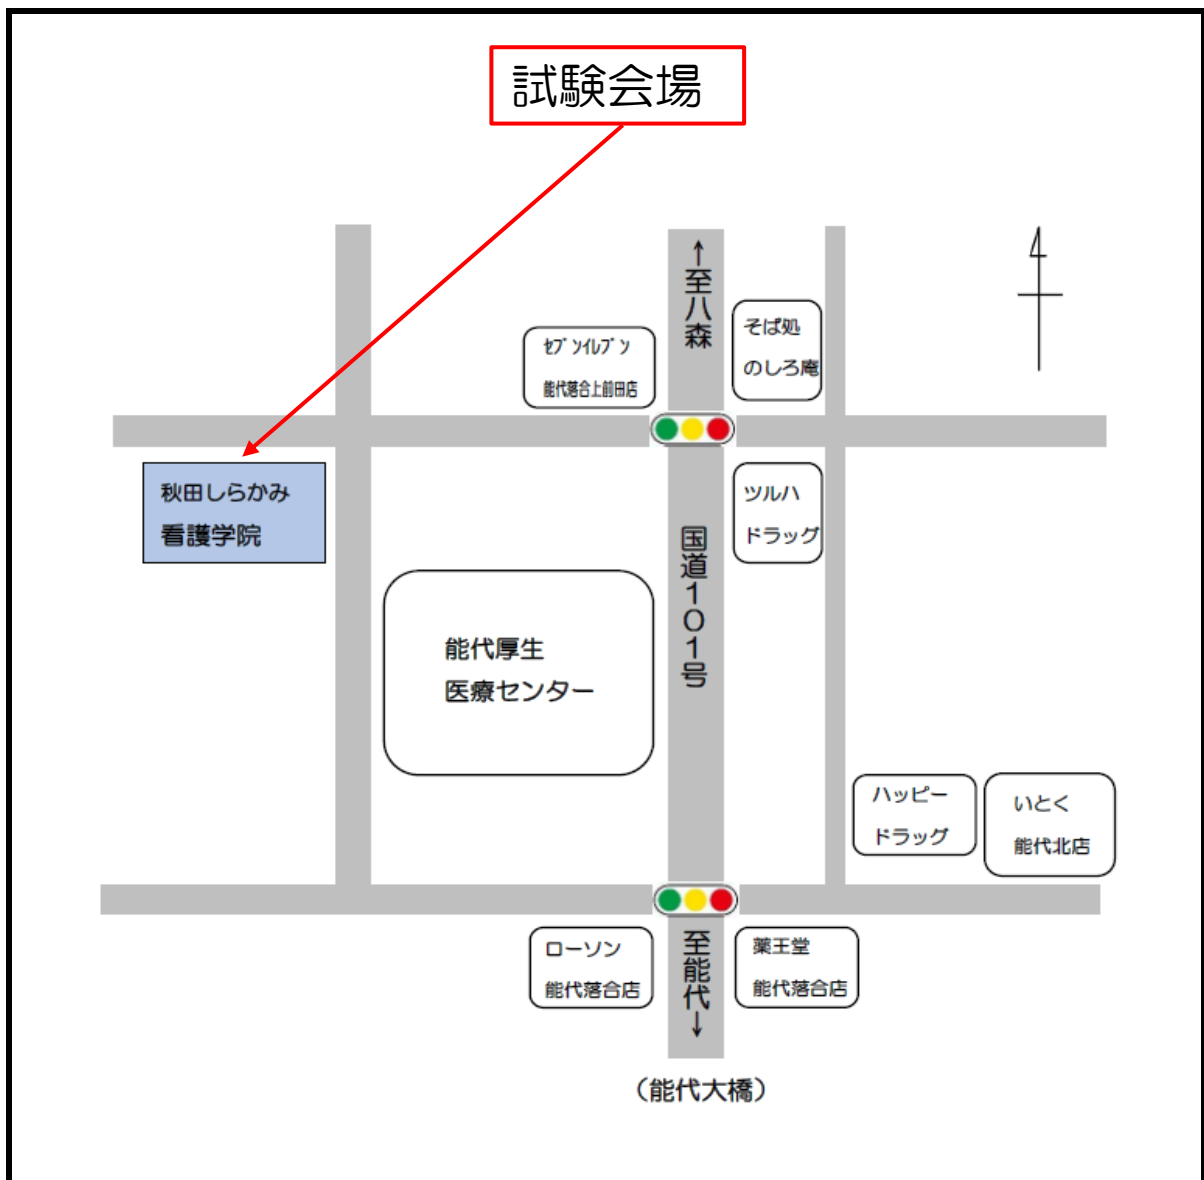 試験会場
↑至八森
そば処
のしろ庵
セブンイレブン
能代落合上前田店
秋田しらかみ
看護学院
ツルハ
ドラッグ
国道101号
能代厚生
医療センター
ハッピー
ドラッグ
いとく
能代北店
ローソン
能代落合店
至能代↓
薬王堂
能代落合店
（能代大橋）